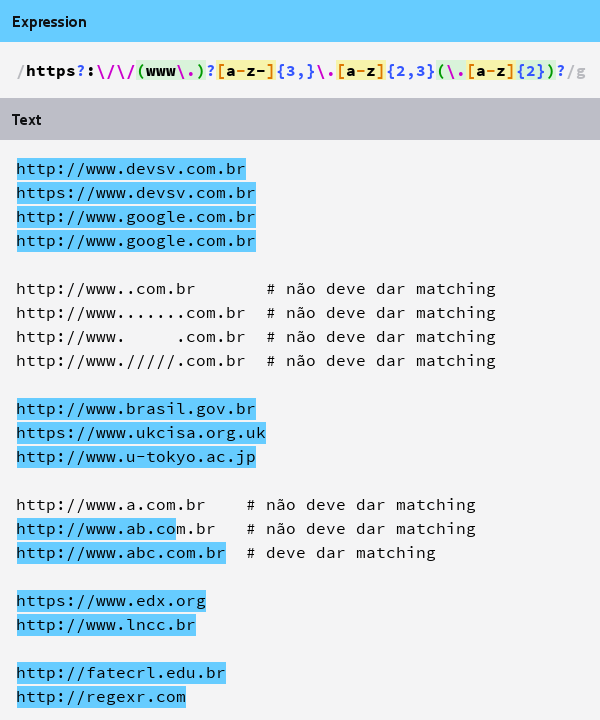 Expression
/https?:\/\/(www\.)?[a-z-]{3,}\.[a-z]{2,3}(\.[a-z]{2})?/g
Text
http://www.devsv.com.br
https://www.devsv.com.br
http://www.google.com.br
http://www.google.com.br
http://www..com.br       # não deve dar matching
http://www.......com.br  # não deve dar matching
http://www.     .com.br  # não deve dar matching
http://www./////.com.br  # não deve dar matching
http://www.brasil.gov.br
https://www.ukcisa.org.uk
http://www.u-tokyo.ac.jp
http://www.a.com.br    # não deve dar matching
http://www.ab.com.br   # não deve dar matching
http://www.abc.com.br  # deve dar matching
https://www.edx.org
http://www.lncc.br
http://fatecrl.edu.br
http://regexr.com